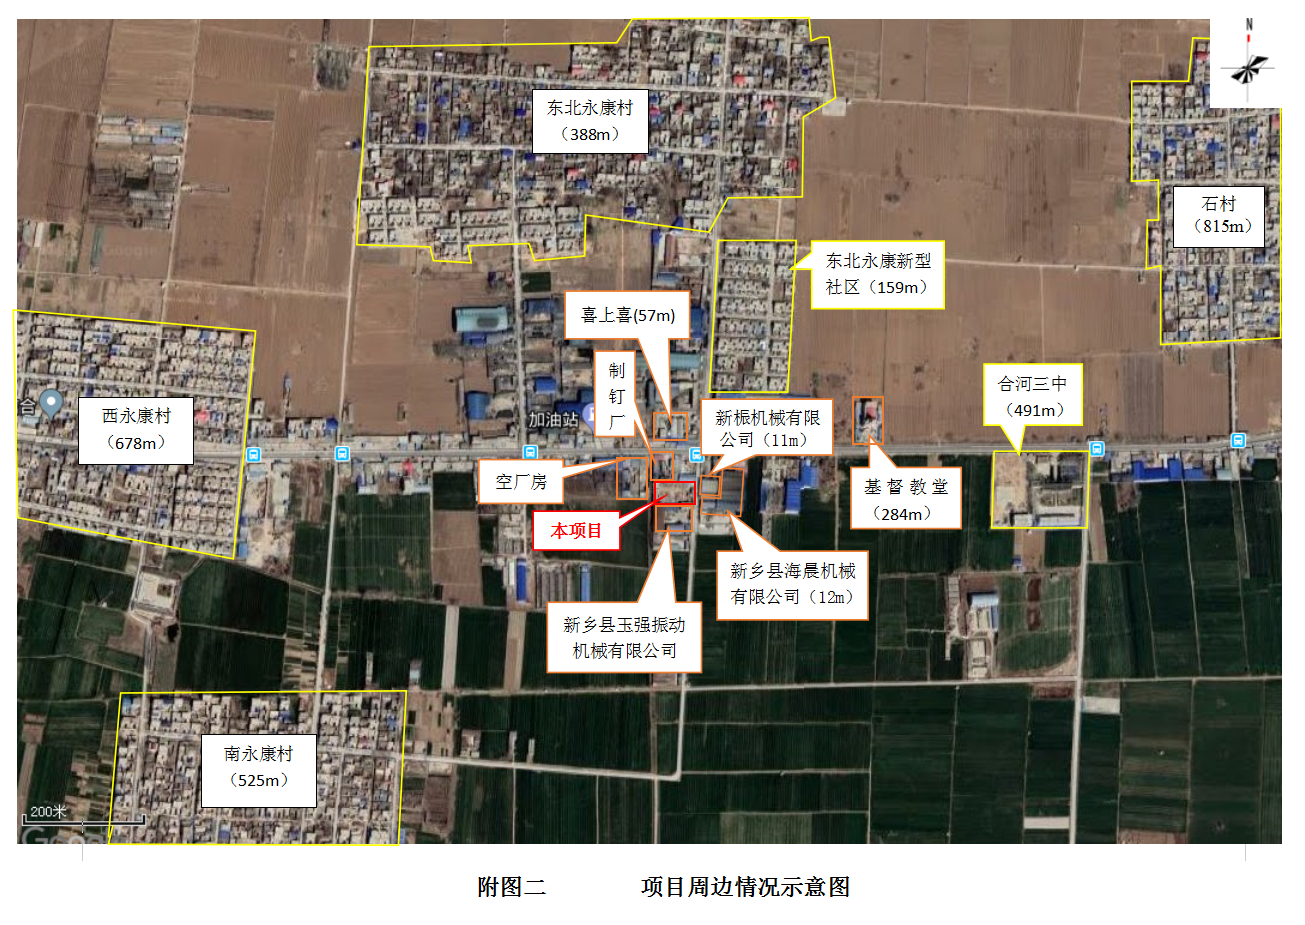 N
东北永康村
（388m）
石村
（815m）
东北永康新型
社区（159m）
喜上喜(57m)
制
钉
厂
合河三中
（491m）
合
西永康村
（678m）
加油站
新桭机械有限
公司（11m）
空厂房
基督教堂
（284m）
本项目
新乡县海晨机械
有限公司（12m）
新乡县玉强振动
机械有限公司
南永康村
（525m）
200米
附图二 项目周边情况示意图